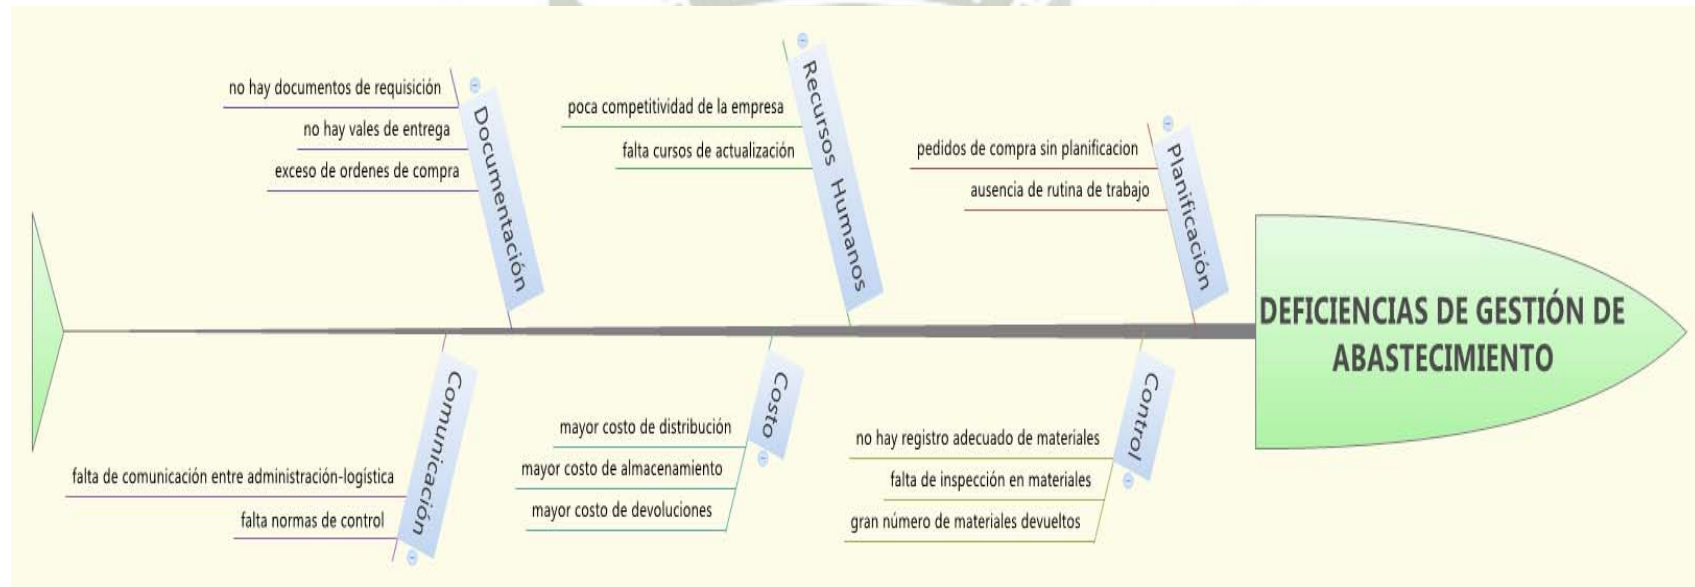 no hay documentos de requisición
no hay vales de entrega
exceso de ordenes de compra
Documentación
poca competitividad de la empresa
falta cursos de actualización
Recursos Humanos
pedidos de compra sin planificacion
ausencia de rutina de trabajo
Planificación
DEFICIENCIAS DE GESTIÓN DE
ABASTECIMIENTO
Comunicación
falta de comunicación entre administración-logística
falta normas de control
Costo
mayor costo de distribución
mayor costo de almacenamiento
mayor costo de devoluciones
Control
no hay registro adecuado de materiales
falta de inspección en materiales
gran número de materiales devueltos